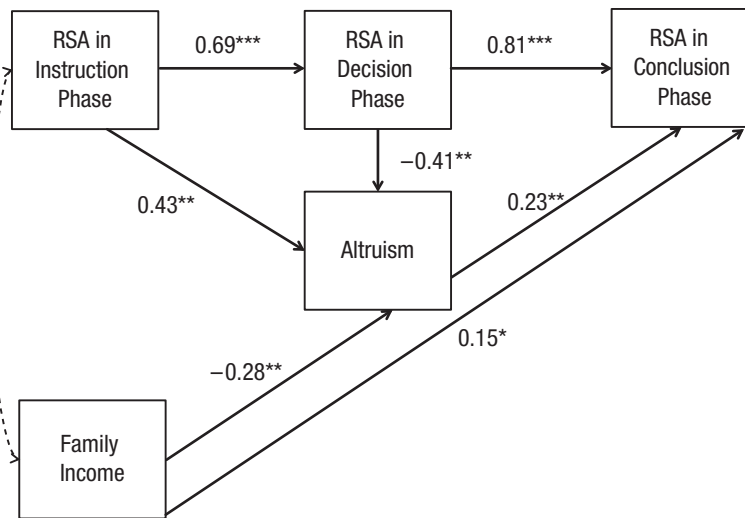 RSA in
Instruction
Phase
0.69***
RSA in
Decision
Phase
0.81***
RSA in
Conclusion
Phase
−0.41**
0.43**
0.23**
Altruism
0.15*
−0.28**
Family
Income